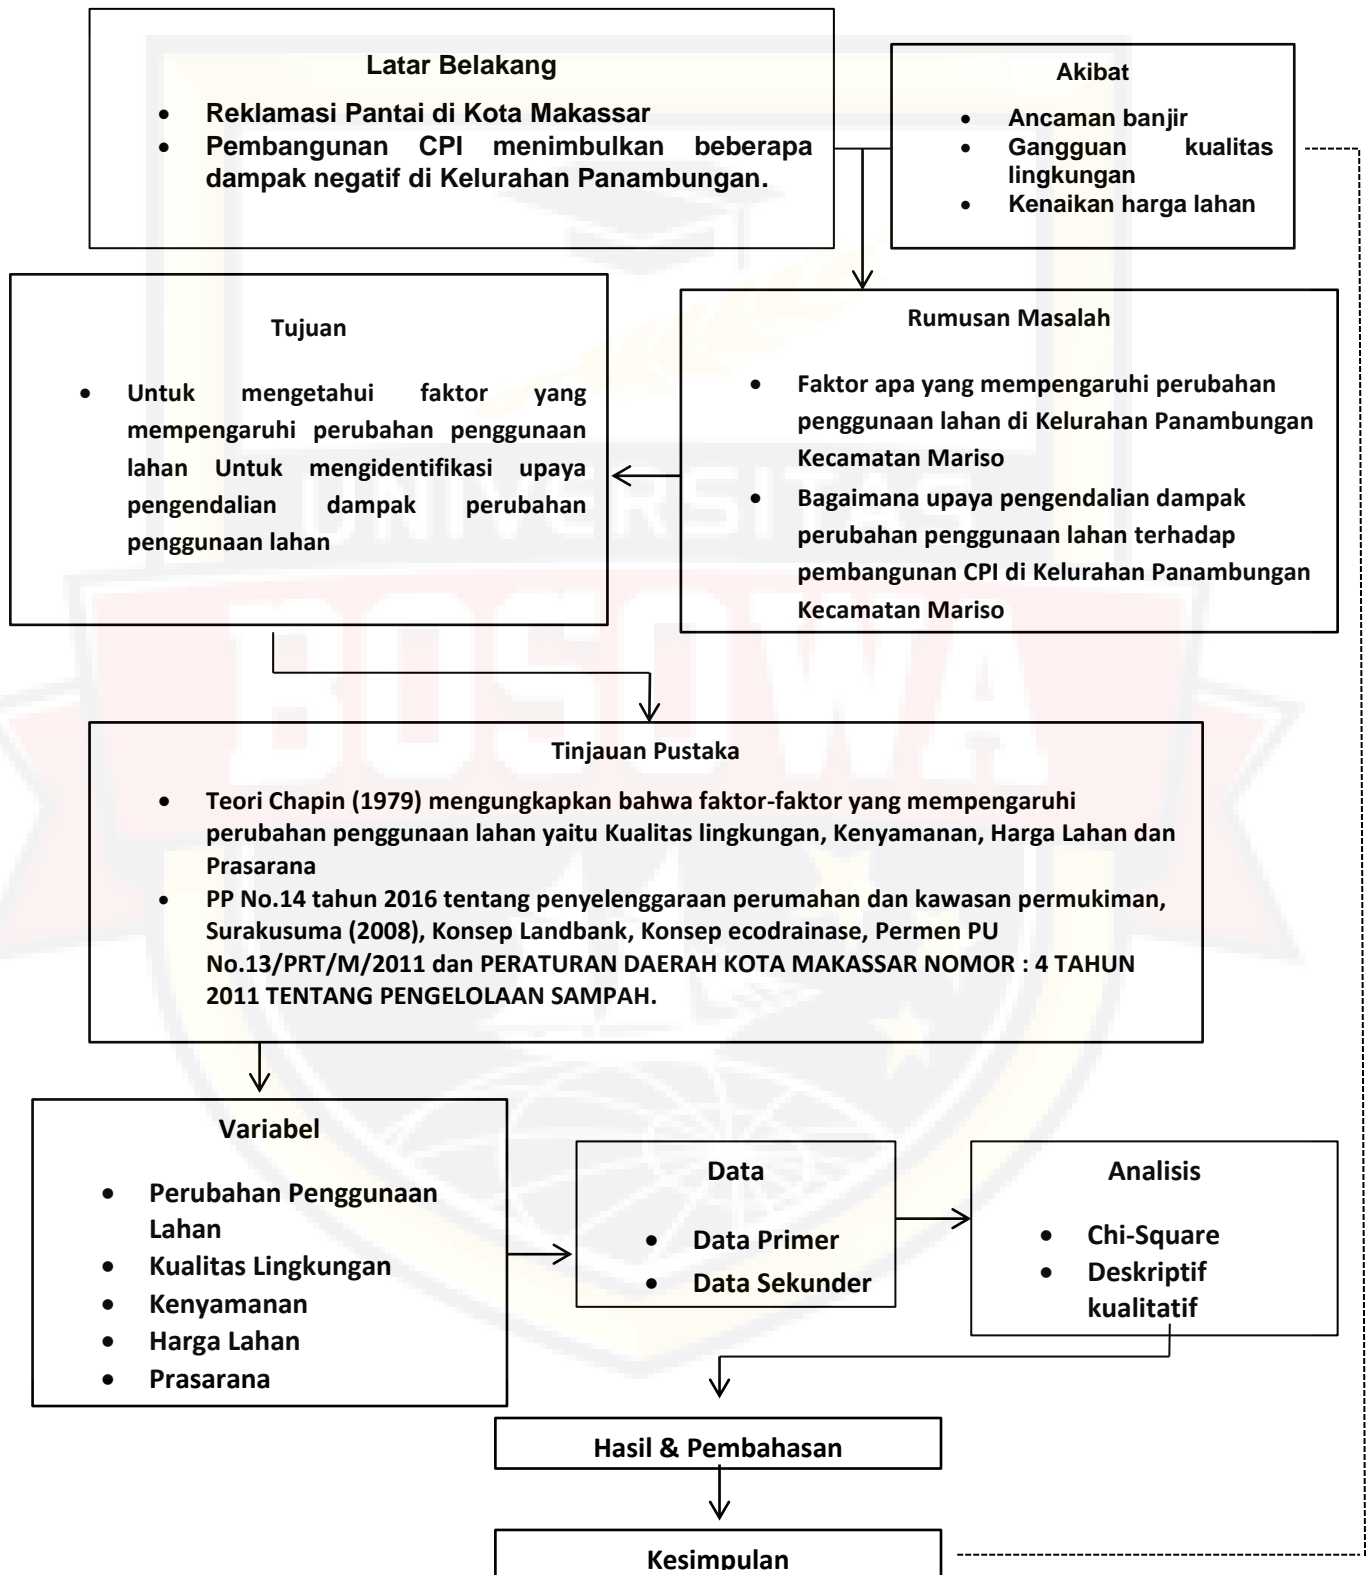 Latar Belakang
• Reklamasi Pantai di Kota Makassar
• Pembangunan CPI menimbulkan beberapa
dampak negatif di Kelurahan Panambungan.
Akibat
• Ancaman banjir
• Gangguan kualitas
lingkungan
• Kenaikan harga lahan
Tujuan
• Untuk mengetahui faktor yang
mempengaruhi perubahan penggunaan
lahan Untuk mengidentifikasi upaya
pengendalian dampak perubahan
penggunaan lahan
Rumusan Masalah
• Faktor apa yang mempengaruhi perubahan
penggunaan lahan di Kelurahan Panambungan
Kecamatan Mariso
• Bagaimana upaya pengendalian dampak
perubahan penggunaan lahan terhadap
pembangunan CPI di Kelurahan Panambungan
Kecamatan Mariso
UNIVERSITAS
BOSOWA
Tinjauan Pustaka
• Teori Chapin (1979) mengungkapkan bahwa faktor-faktor yang mempengaruhi
perubahan penggunaan lahan yaitu Kualitas lingkungan, Kenyamanan, Harga Lahan dan
Prasarana
• PP No.14 tahun 2016 tentang penyelenggaraan perumahan dan kawasan permukiman,
Surakusuma (2008), Konsep Landbank, Konsep ecodrainase, Permen PU
No.13/PRT/M/2011 dan PERATURAN DAERAH KOTA MAKASSAR NOMOR : 4 TAHUN
2011 TENTANG PENGELOLAAN SAMPAH.
Variabel
• Perubahan Penggunaan
Lahan
• Kualitas Lingkungan
• Kenyamanan
• Harga Lahan
• Prasarana
Data
• Data Primer
• Data Sekunder
Analisis
• Chi-Square
• Deskriptif
kualitatif
Hasil & Pembahasan
Kesimpulan